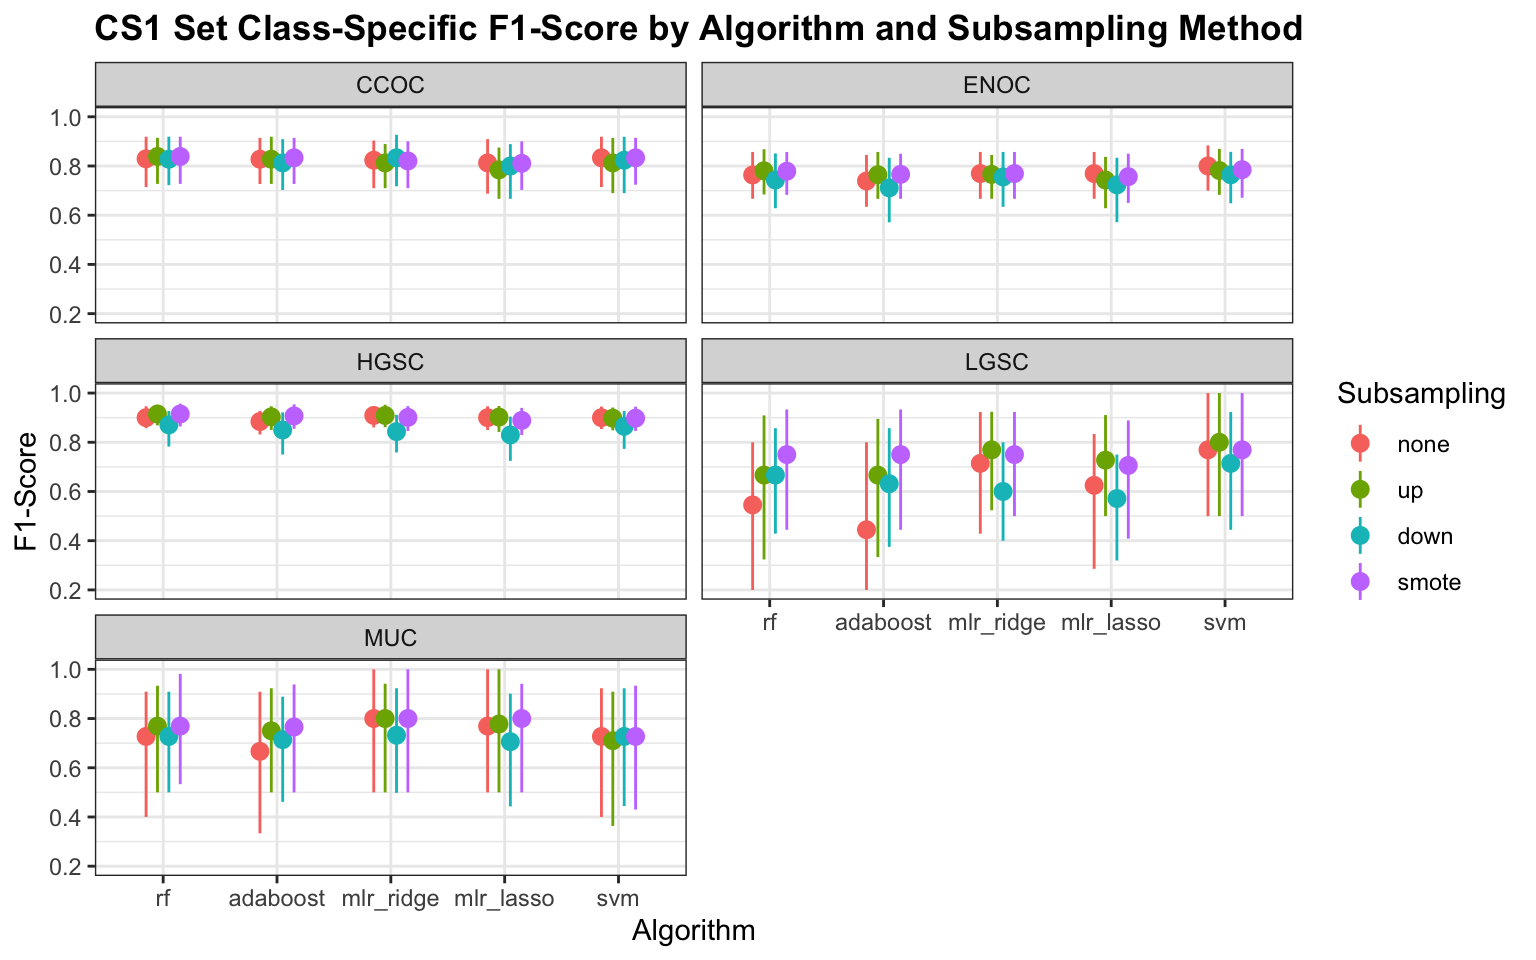 CS1 Set Class-Specific F1-Score by Algorithm and Subsampling Method
CCOC
ENOC
1.0
0.8
0.6
0.4
0.2
HGSC
LGSC
1.0
0.8
0.6
0.4
0.2
rf adaboost mlr_ridge mlr_lasso svm
MUC
1.0
0.8
0.6
0.4
0.2
rf adaboost mlr_ridge mlr_lasso svm
Algorithm
F1-Score
Subsampling
none
up
down
smote